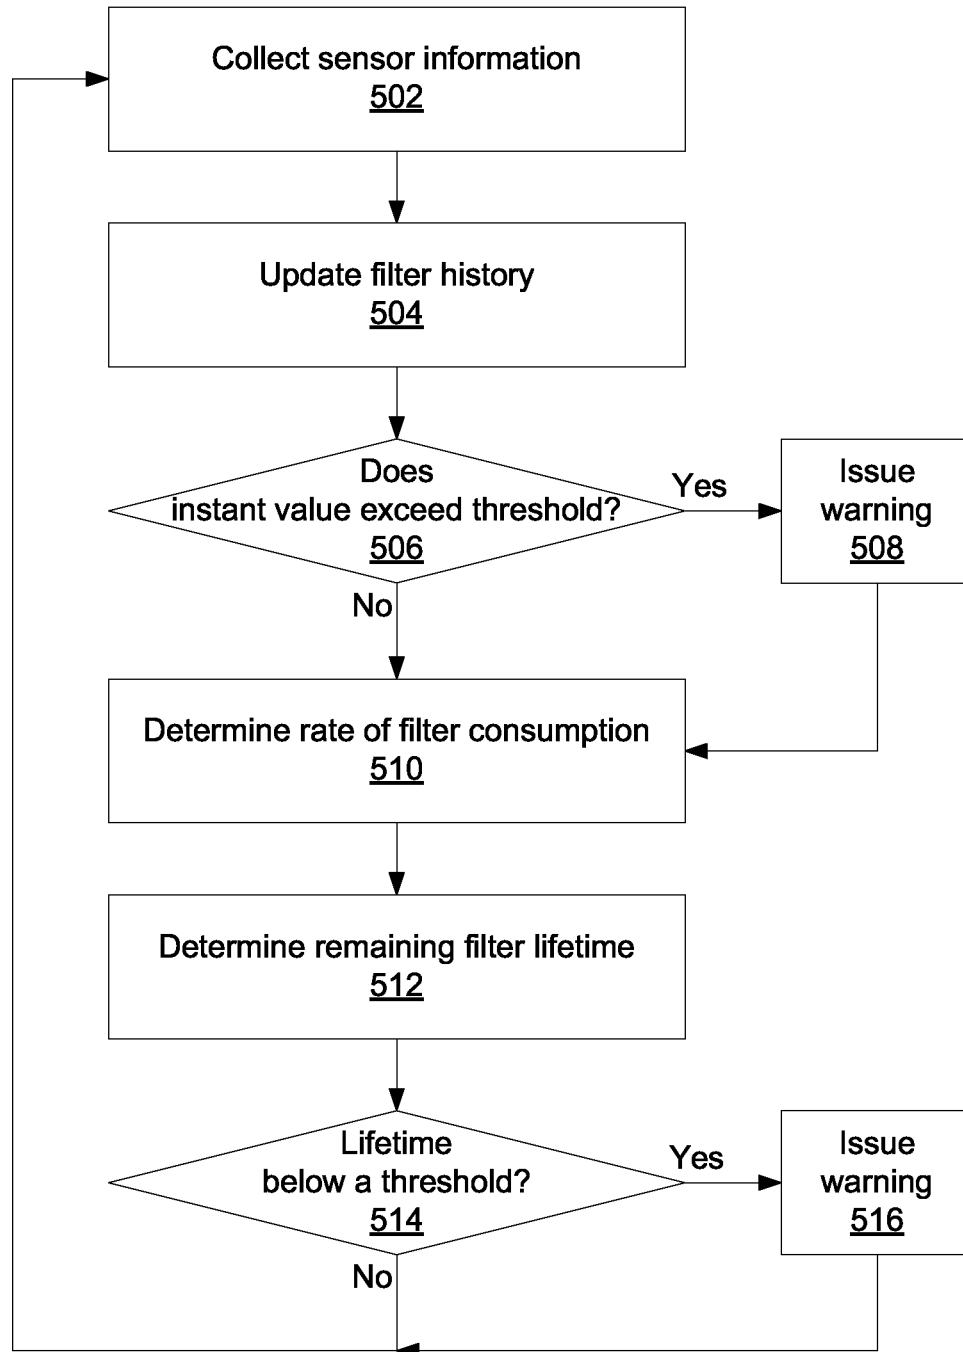 Collect sensor information
502
Update filter history
504
Does
instant value exceed threshold?
506
Yes
Issue
warning
508
No
Determine rate of filter consumption
510
Determine remaining filter lifetime
512
Lifetime
below a threshold?
514
Yes
Issue
warning
516
No